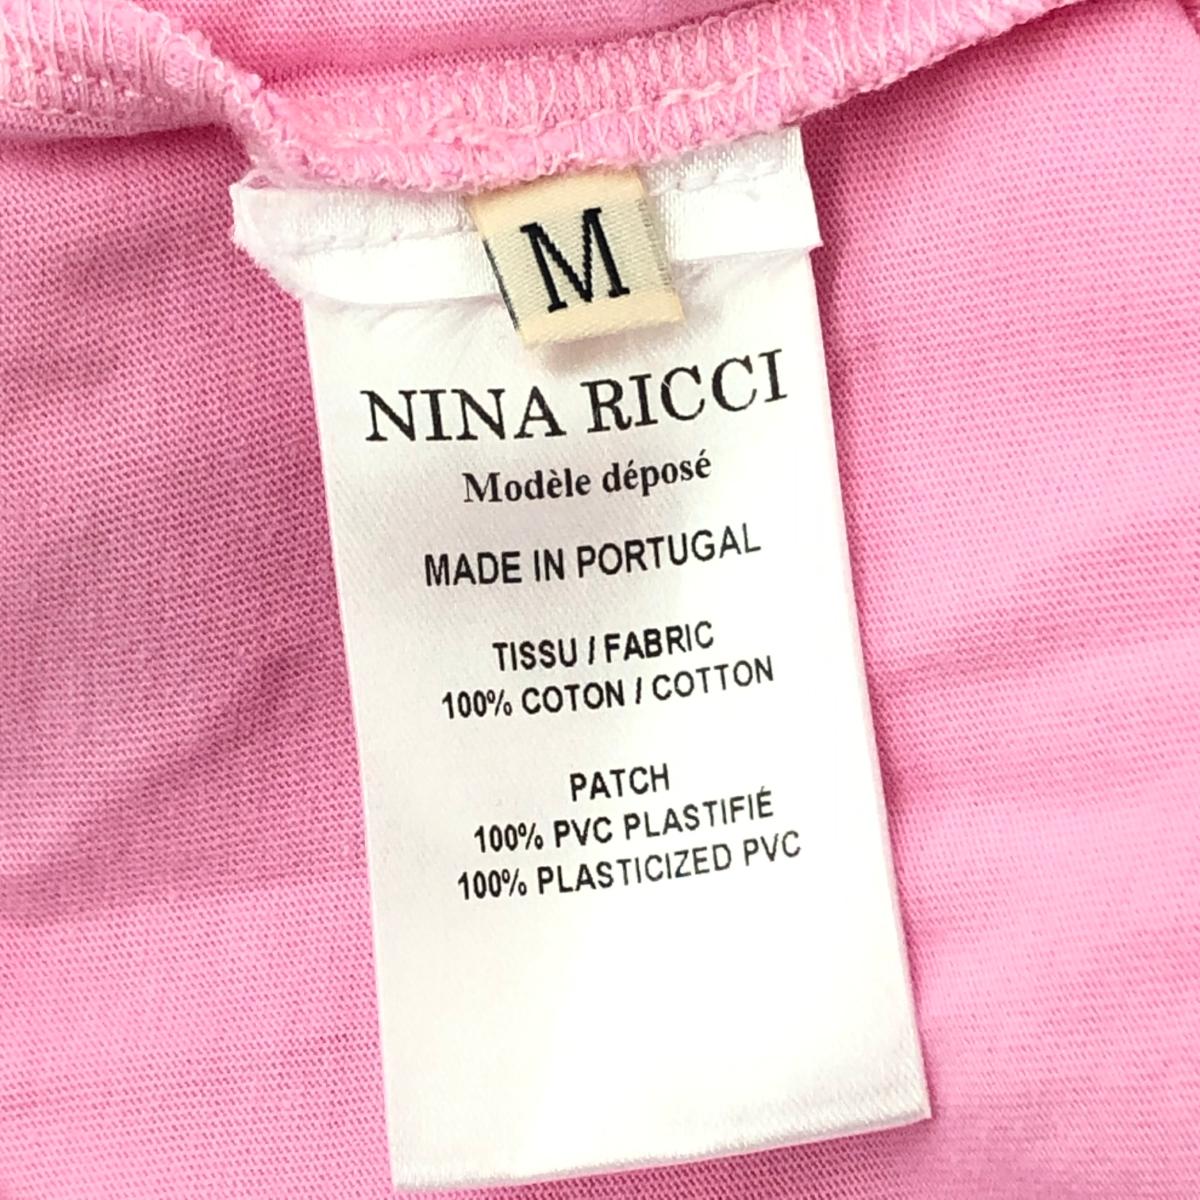 M
NINA RICCI
Modèle déposé
MADE IN PORTUGAL
TISSU / FABRIC
100% COTON / COTTON
PATCH
100% PVC PLASTIFIÉ
100% PLASTICIZED PVC